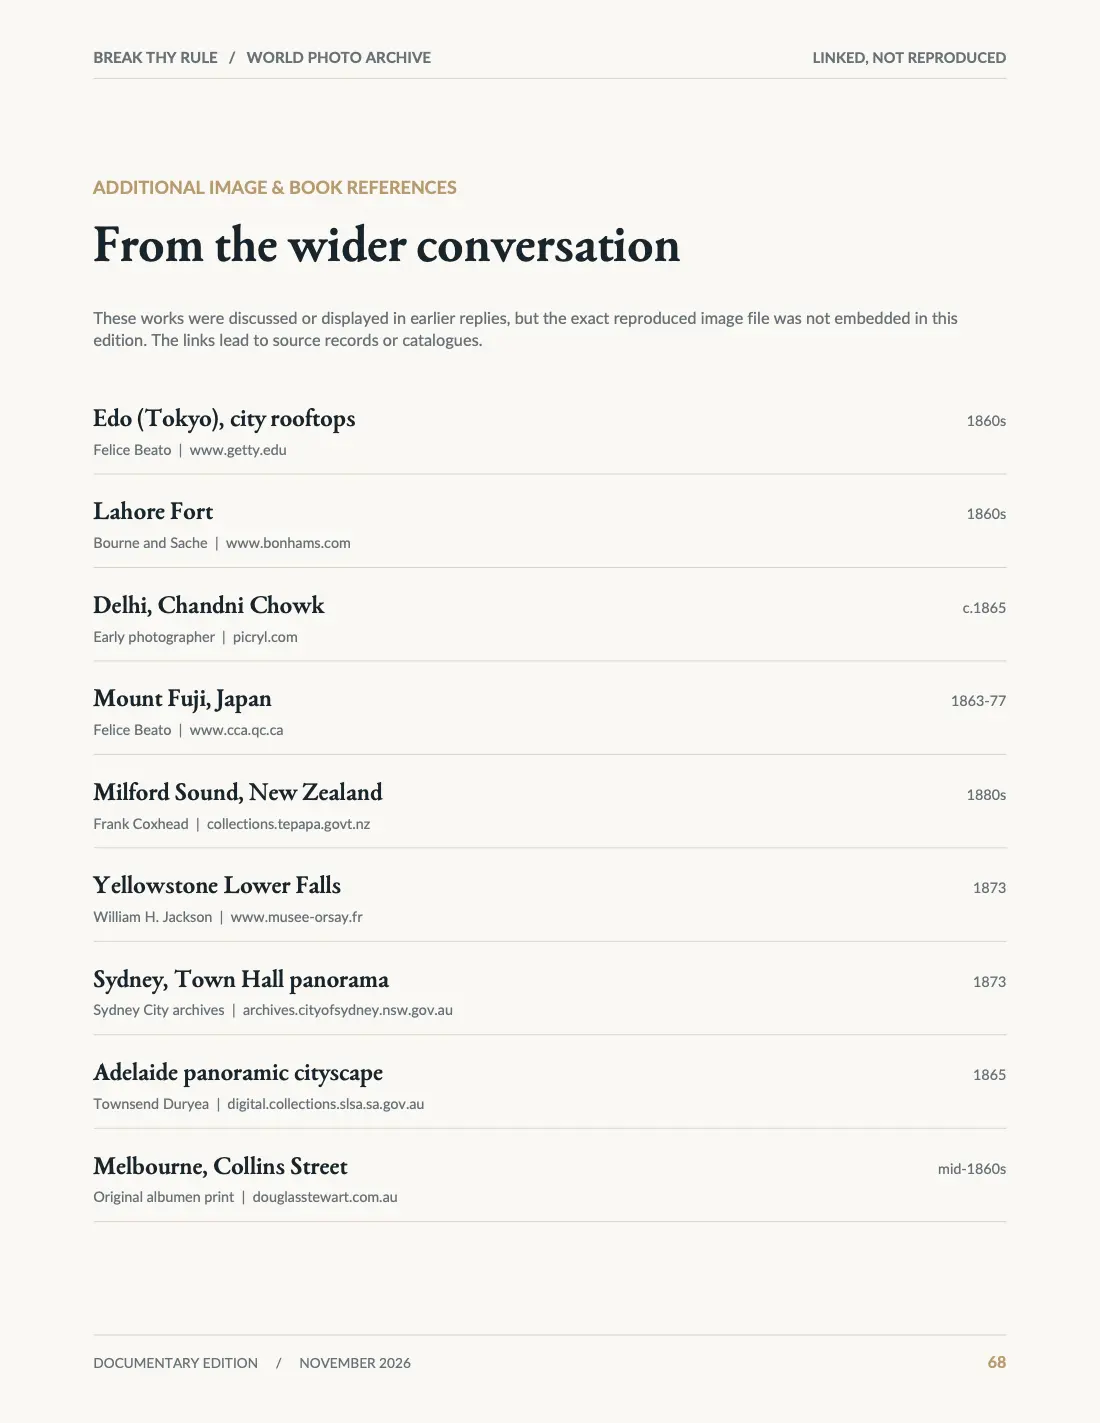 BREAK THY RULE / WORLD PHOTO ARCHIVE
LINKED, NOT REPRODUCED
ADDITIONAL IMAGE & BOOK REFERENCES
From the wider conversation
These works were discussed or displayed in earlier replies, but the exact reproduced image file was not embedded in this
edition. The links lead to source records or catalogues.
Edo (Tokyo), city rooftops
1860s
Felice Beato | www.getty.edu
Lahore Fort
1860s
Bourne and Sache | www.bonhams.com
Delhi, Chandni Chowk
c.1865
Early photographer | picryl.com
Mount Fuji, Japan
1863-77
Felice Beato | www.cca.qc.ca
Milford Sound, New Zealand
1880s
Frank Coxhead | collections.tepapa.govt.nz
Yellowstone Lower Falls
1873
William H. Jackson | www.musee-orsay.fr
Sydney, Town Hall panorama
1873
Sydney City archives | archives.cityofsydney.nsw.gov.au
Adelaide panoramic cityscape
1865
Townsend Duryea | digital.collections.slsa.sa.gov.au
Melbourne, Collins Street
mid-1860s
Original albumen print | douglasstewart.com.au
DOCUMENTARY EDITION / NOVEMBER 2026
68